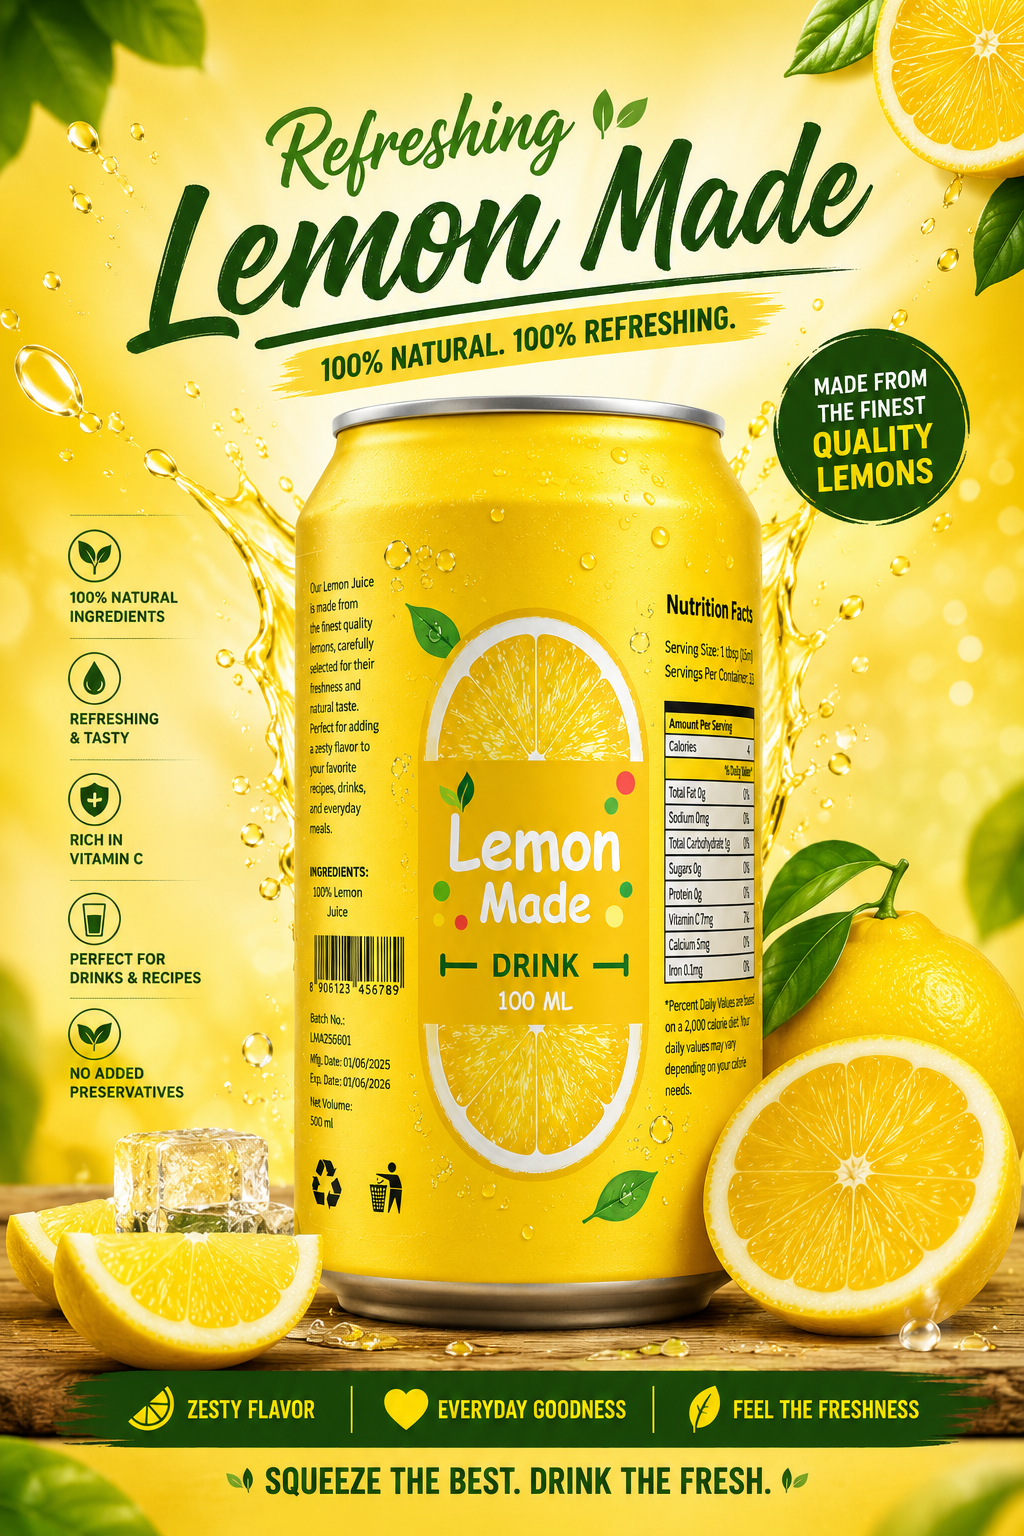 Refreshing
Lemon Made
100% NATURAL. 100% REFRESHING.
MADE FROM
THE FINEST
QUALITY
LEMONS
100% NATURAL
INGREDIENTS
REFRESHING
& TASTY
RICH IN
VITAMIN C
PERFECT FOR
DRINKS & RECIPES
NO ADDED
PRESERVATIVES
Our Lemon Juice
is made from
the finest quality
lemons, carefully
selected for their
freshness and
natural taste.
Perfect for adding
a zesty flavor to
your favorite
recipes, drinks,
and everyday
meals.
INGREDIENTS:
100% Lemon
Juice
8 906123 456789
Batch No.:
LMA256601
Mfg. Date: 01/06/2025
Exp. Date: 01/06/2026
Net Volume:
500 ml
Lemon
Made
DRINK
100 ML
Nutrition Facts
Serving Size: 1 tbsp (15ml)
Servings Per Container: 33
Amount Per Serving
Calories 4
% Daily Value*
Total Fat 0g 0%
Sodium 0mg 0%
Total Carbohydrate 1g 0%
Sugars 0g 0%
Protein 0g 0%
Vitamin C 7mg 7%
Calcium 5mg 0%
Iron 0.1mg 0%
*Percent Daily Values are based
on a 2,000 calorie diet. Your
daily values may vary
depending on your calorie
needs.
ZESTY FLAVOR
EVERYDAY GOODNESS
FEEL THE FRESHNESS
SQUEEZE THE BEST. DRINK THE FRESH.